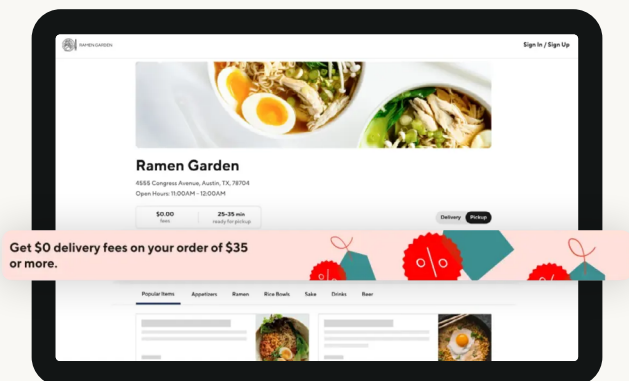 RAMEN GARDEN
Sign In / Sign Up
Ramen Garden
4555 Congress Avenue, Austin, TX, 78704
Open Hours: 11:00AM - 12:00AM
$0.00
fees
25-35 min
ready for pickup
Delivery
Pickup
Get $0 delivery fees on your order of $35
or more.
%
%
%
Popular Items Appetizers Ramen Rice Bowls Sake Drinks Beer